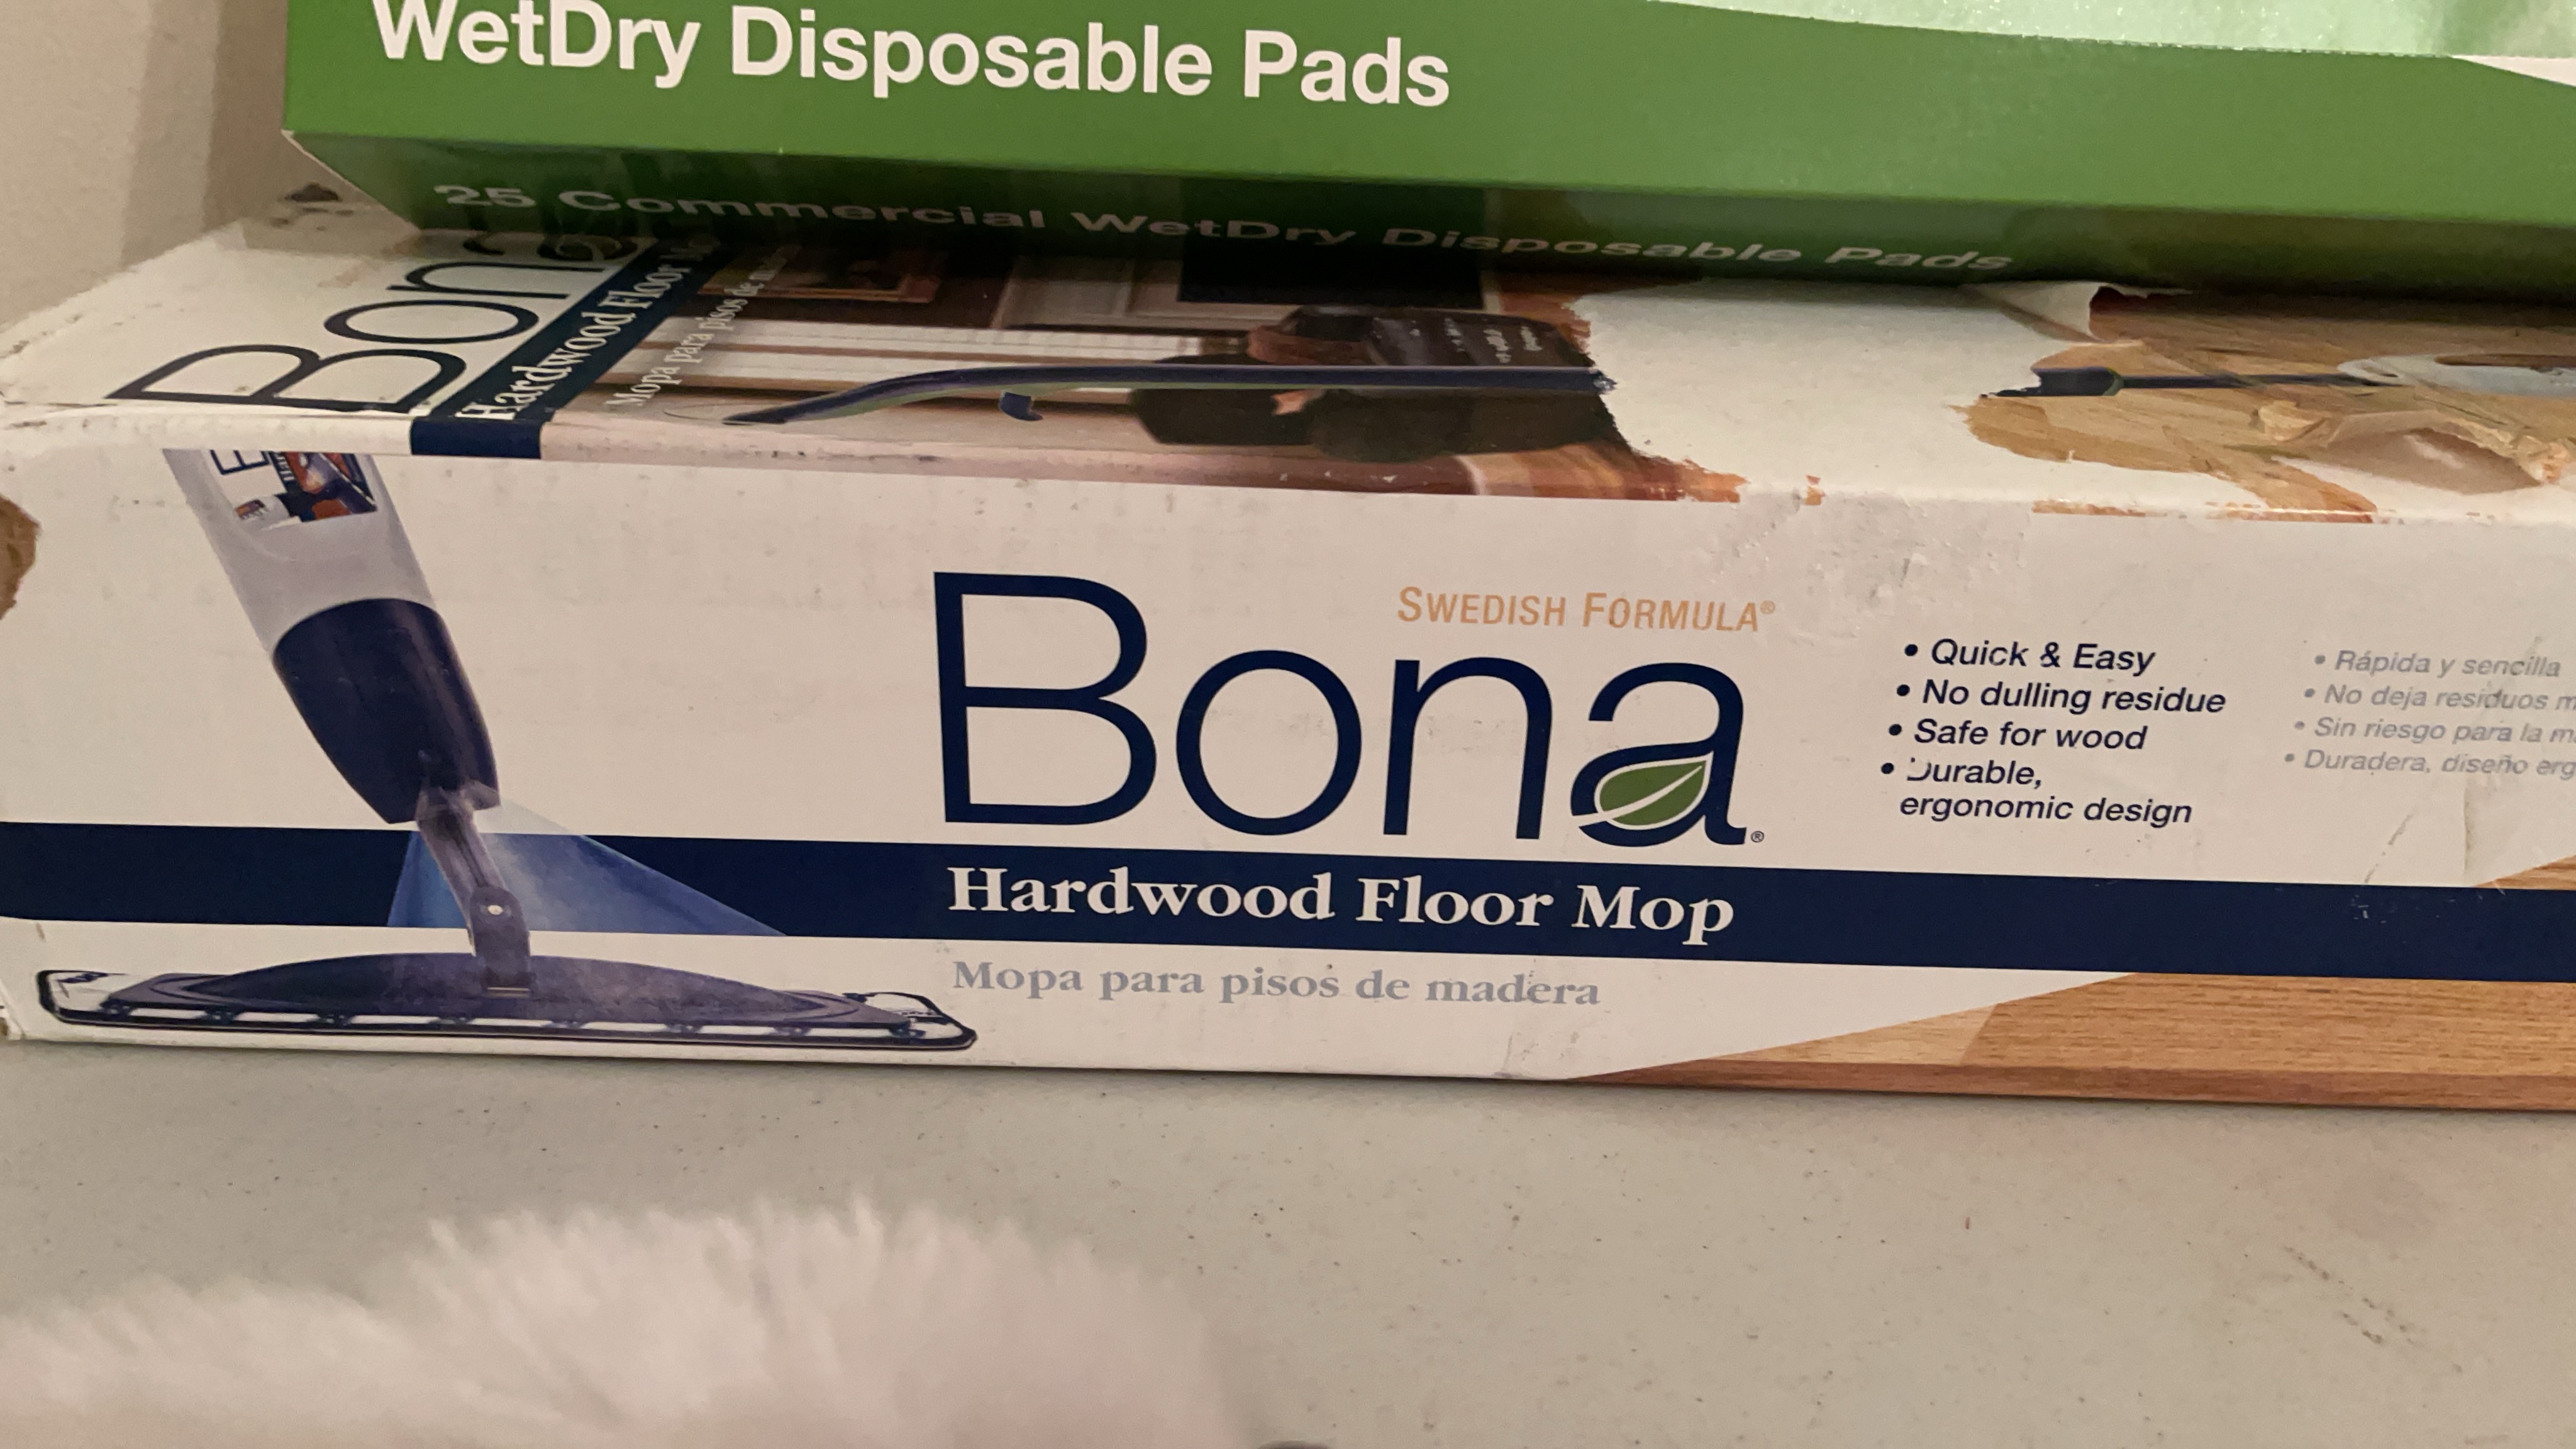 WetDry Disposable Pads
25 Commercial WetDry Disposable Pads
Bona
Hardwood Floor
Mopa para pisos de
SWEDISH FORMULA®
Bona®
Hardwood Floor Mop
Mopa para pisos de madera
• Quick & Easy
• No dulling residue
• Safe for wood
• Durable,
ergonomic design
• Rápida y sencilla
• No deja residuos
• Sin riesgo para la
• Duradera, diseño